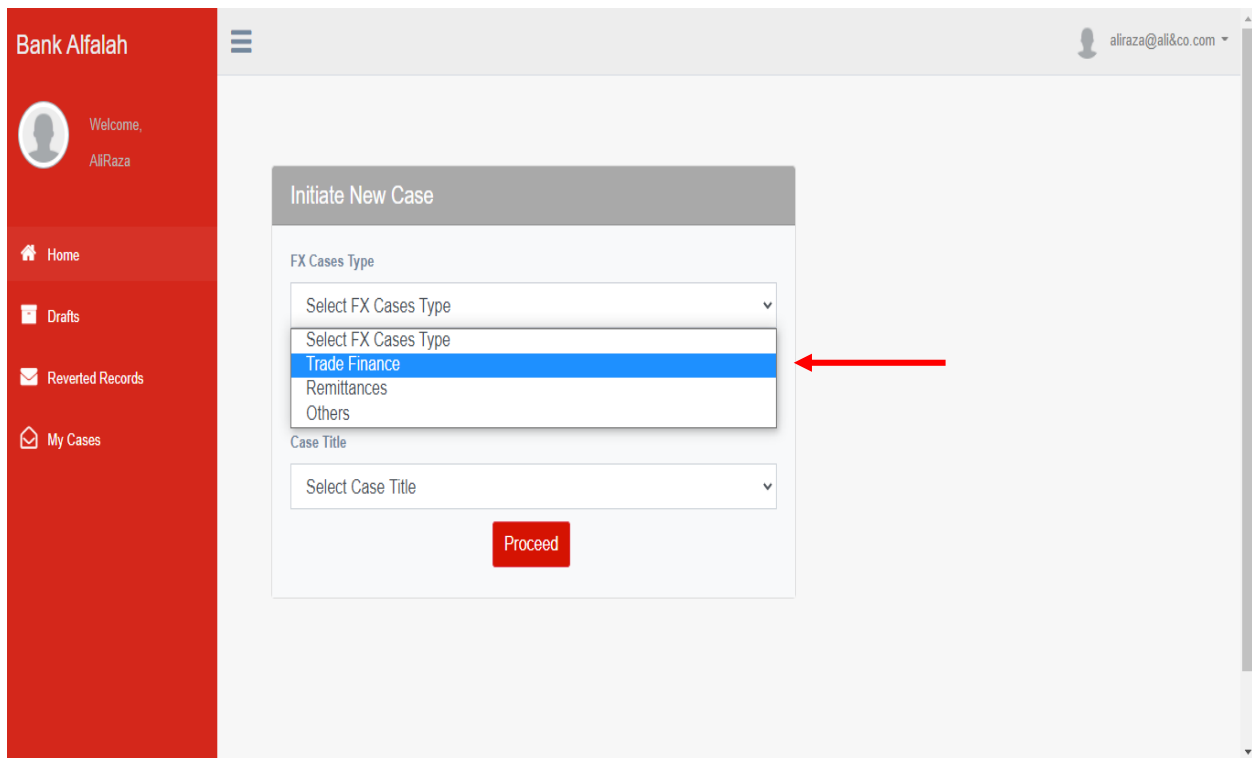 Bank Alfalah
aliraza@ali&co.com
Welcome,
AliRaza
Home
Drafts
Reverted Records
My Cases
Initiate New Case
FX Cases Type
Select FX Cases Type
Select FX Cases Type
Trade Finance
Remittances
Others
Case Title
Select Case Title
Proceed